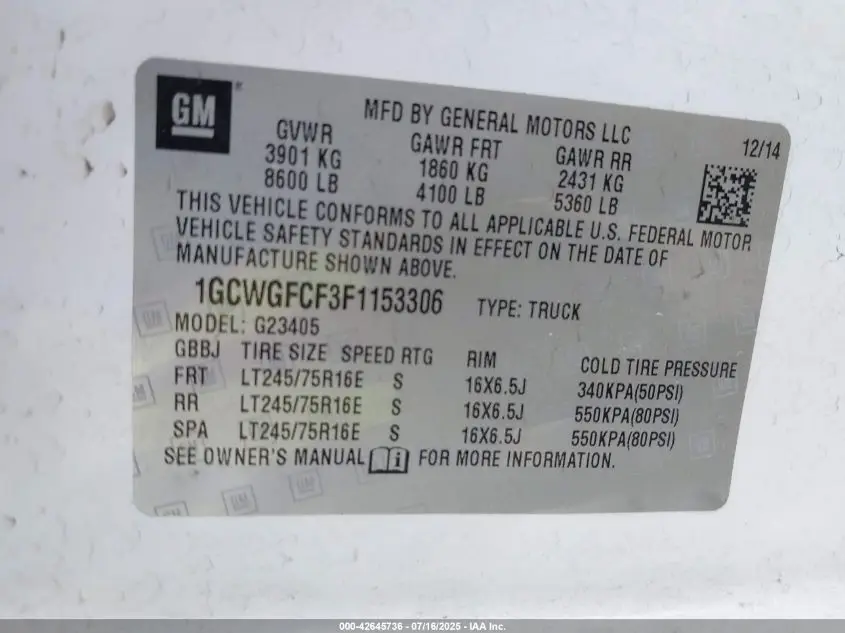 GM
MFD BY GENERAL MOTORS LLC
12/14
GVWR GAWR FRT GAWR RR
3901 KG 1860 KG 2431 KG
8600 LB 4100 LB 5360 LB
THIS VEHICLE CONFORMS TO ALL APPLICABLE U.S. FEDERAL MOTOR
VEHICLE SAFETY STANDARDS IN EFFECT ON THE DATE OF
MANUFACTURE SHOWN ABOVE.
1GCWGFCF3F1153306 TYPE: TRUCK
MODEL: G23405
GBBJ TIRE SIZE SPEED RTG RIM COLD TIRE PRESSURE
FRT LT245/75R16E S 16X6.5J 340KPA(50PSI)
RR LT245/75R16E S 16X6.5J 550KPA(80PSI)
SPA LT245/75R16E S 16X6.5J 550KPA(80PSI)
SEE OWNER'S MANUAL i FOR MORE INFORMATION.
000-42645736 - 07/16/2025 - IAA Inc.